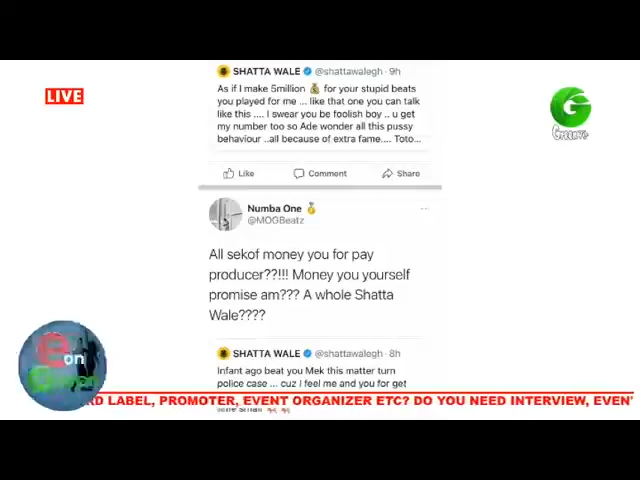 SHATTA WALE @shattawalegh · 9h
LIVE
As if I make 5million 💰 for your stupid beats
you played for me ... like that one you can talk
like this .... I swear you be foolish boy .. u get
my number too so Ade wonder all this pussy
behaviour ..all because of extra fame.... Toto...
G
GreenTv
Like Comment Share
Numba One 🏅
@MOGBeatz
All sekof money you for pay
producer??!!! Money you yourself
promise am??? A whole Shatta
Wale????
SHATTA WALE @shattawalegh · 8h
Infant ago beat you Mek this matter turn
police case ... cuz I feel me and you for get
E on
RD LABEL, PROMOTER, EVENT ORGANIZER ETC? DO YOU NEED INTERVIEW, EVEN